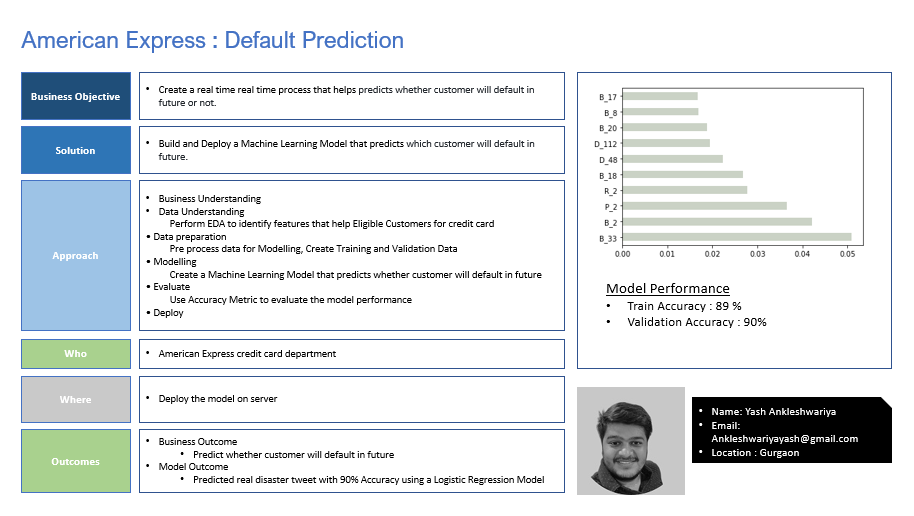 American Express : Default Prediction
Business Objective
• Create a real time real time process that helps predicts whether customer will default in
future or not.
Solution
• Build and Deploy a Machine Learning Model that predicts which customer will default in
future.
Approach
• Business Understanding
• Data Understanding
Perform EDA to identify features that help Eligible Customers for credit card
• Data preparation
Pre process data for Modelling, Create Training and Validation Data
• Modelling
Create a Machine Learning Model that predicts whether customer will default in future
• Evaluate
Use Accuracy Metric to evaluate the model performance
• Deploy
Who
• American Express credit card department
Where
• Deploy the model on server
Outcomes
• Business Outcome
• Predict whether customer will default in future
• Model Outcome
• Predicted real disaster tweet with 90% Accuracy using a Logistic Regression Model
B_17
B_8
B_20
D_112
D_48
B_18
R_2
P_2
B_2
B_33
0.00 0.01 0.02 0.03 0.04 0.05
Model Performance
• Train Accuracy : 89 %
• Validation Accuracy : 90%
• Name: Yash Ankleshwariya
• Email:
Ankleshwariyayash@gmail.com
• Location : Gurgaon